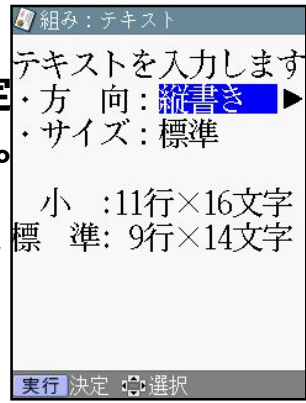 組み：テキスト
テキストを入力します
・方　向：縦書き ▶
・サイズ：標準
小　:11行×16文字
標　準: 9行×14文字
実行 決定 選択